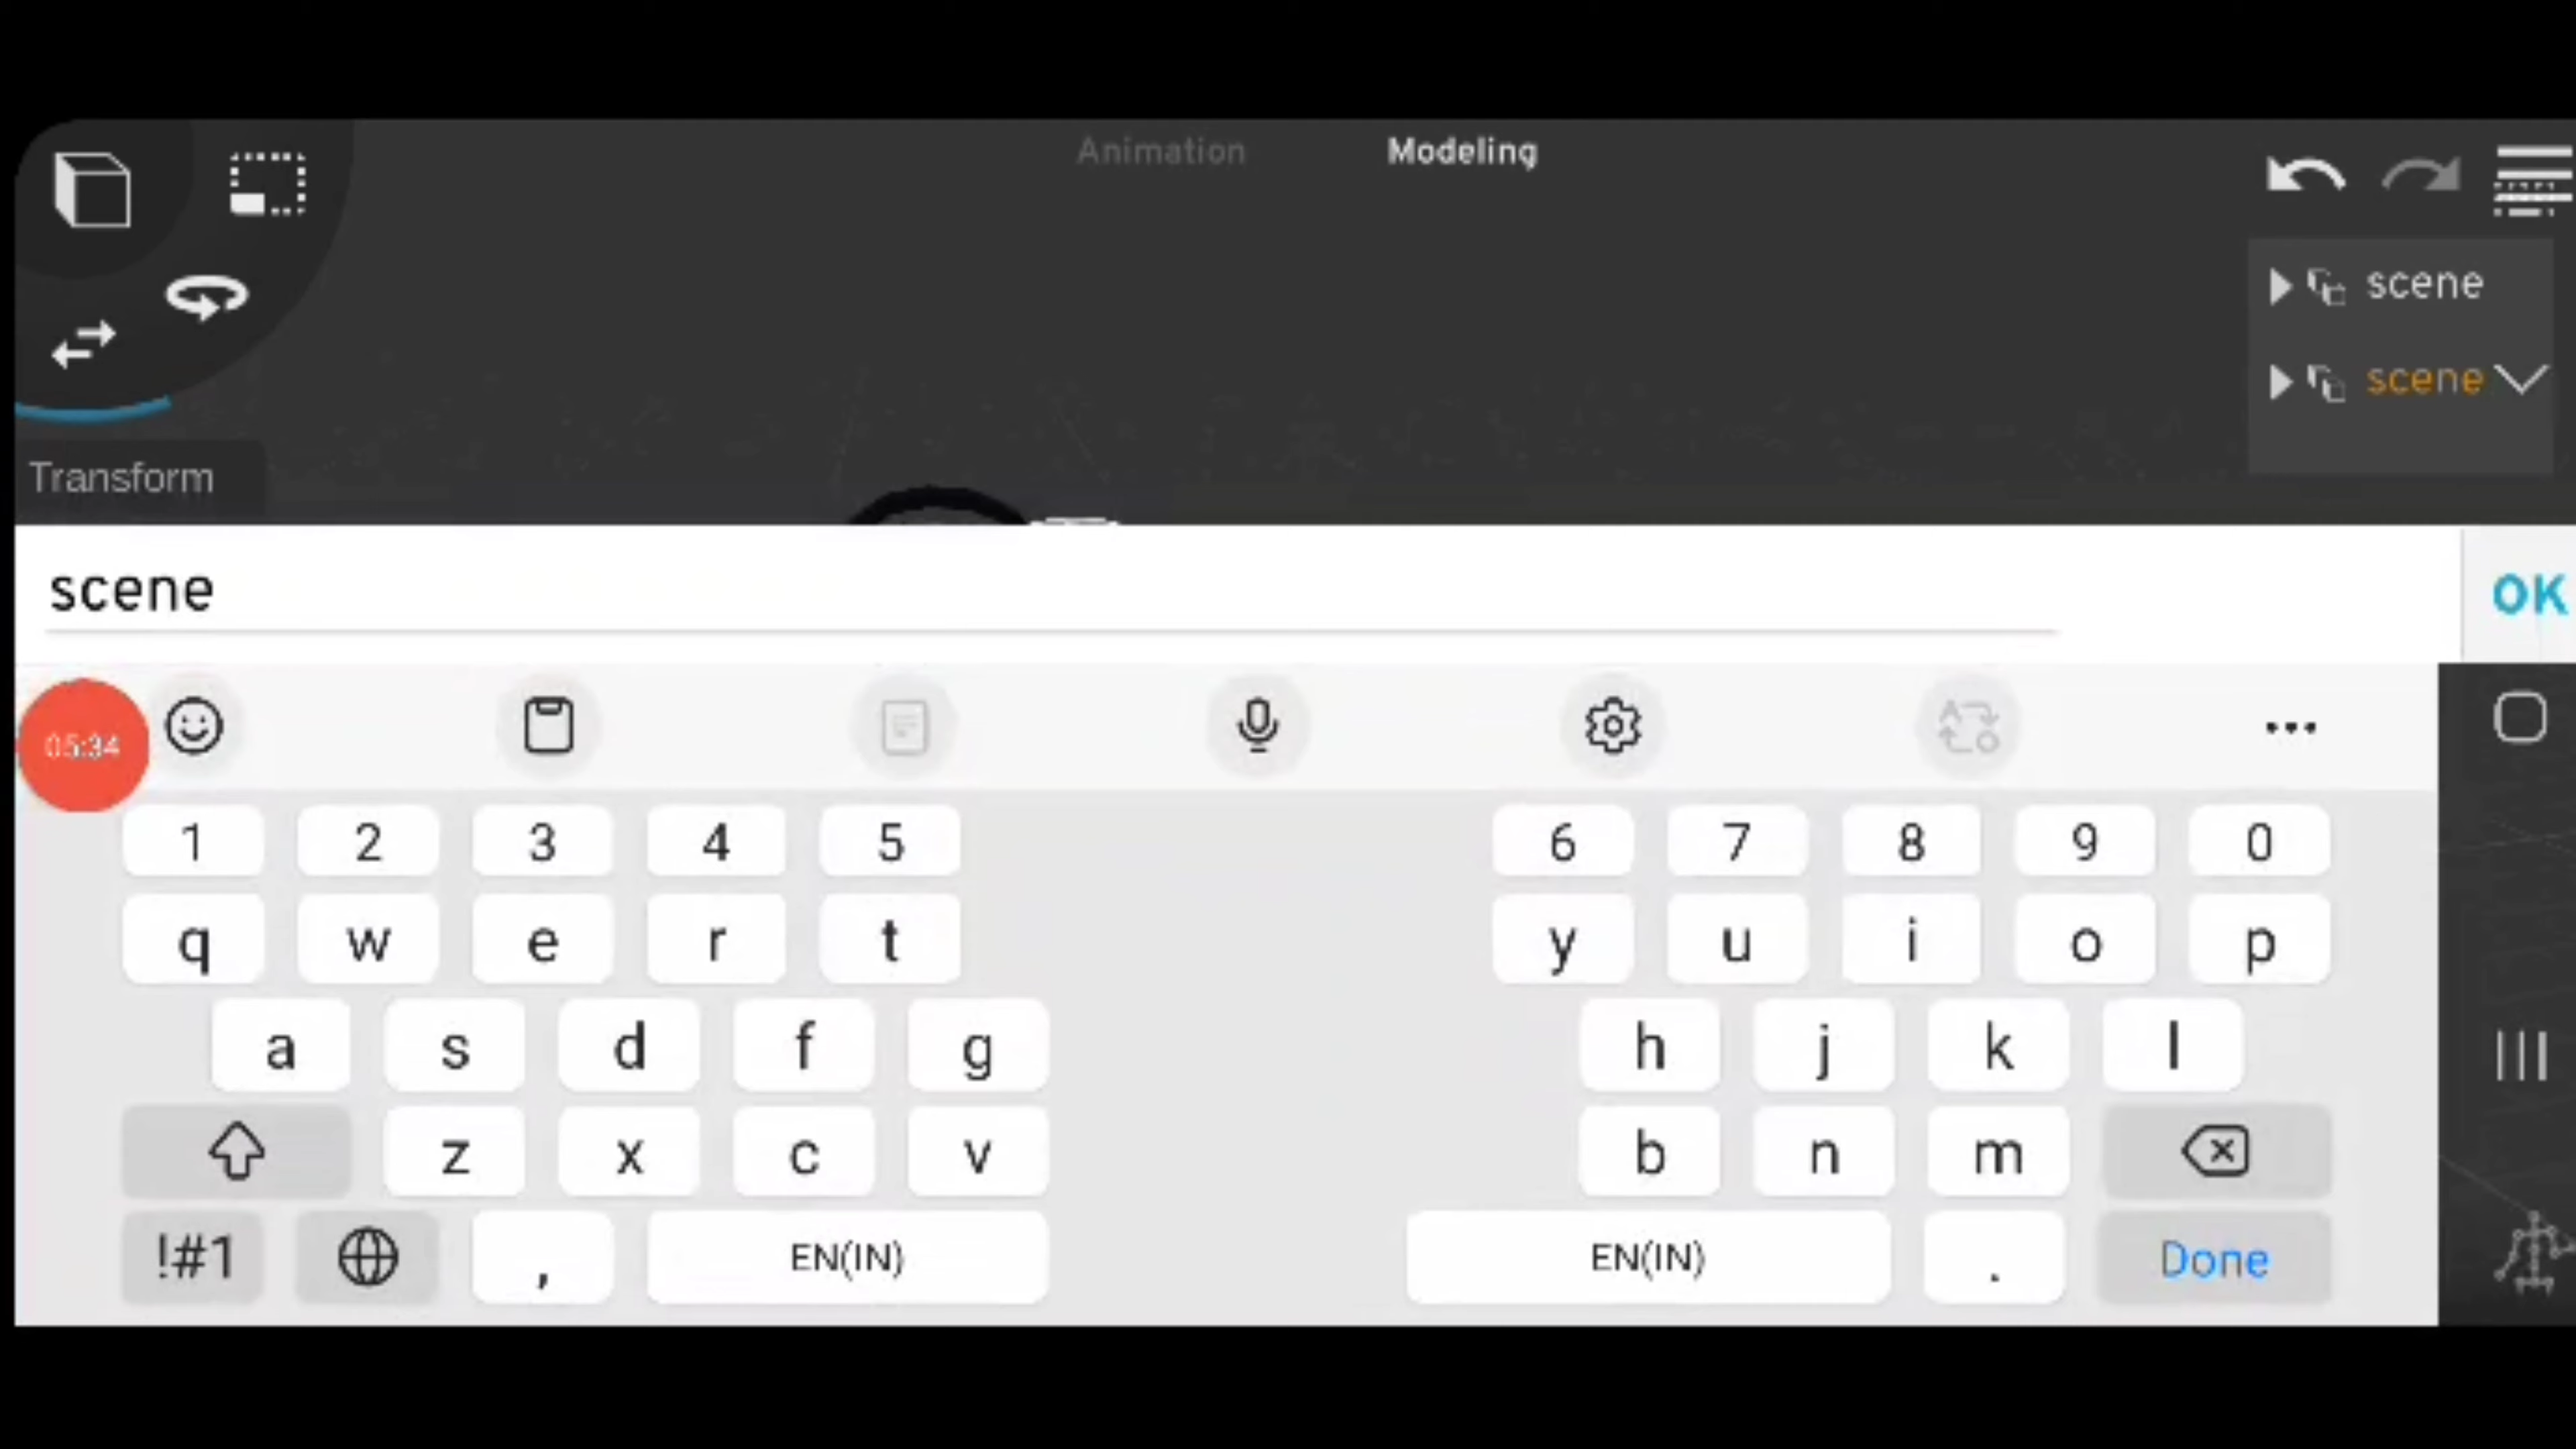 Animation Modeling
scene
scene
Transform
scene OK
05:34
1 2 3 4 5 6 7 8 9 0
q w e r t y u i o p
a s d f g h j k l
z x c v b n m
!#1 , EN(IN) EN(IN) . Done